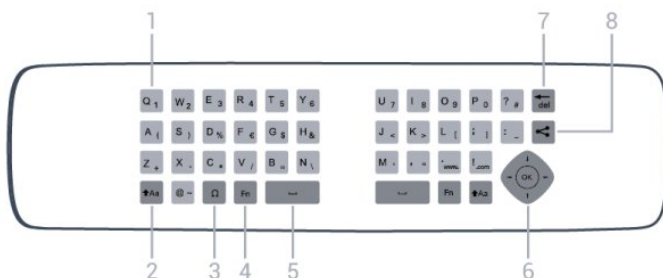 1 7 8
Q 1 W 2 E 3 R 4 T 5 Y 6 U 7 I 8 O 9 P 0 ? # del
A ( S ) D % F € G $ H & J < K > L [ ; ] : _
Z + X - C * V / B " N \ M ' , " ' www. ! .com OK
Aa @ ~ Ω Fn Fn Aa
2 3 4 5 6